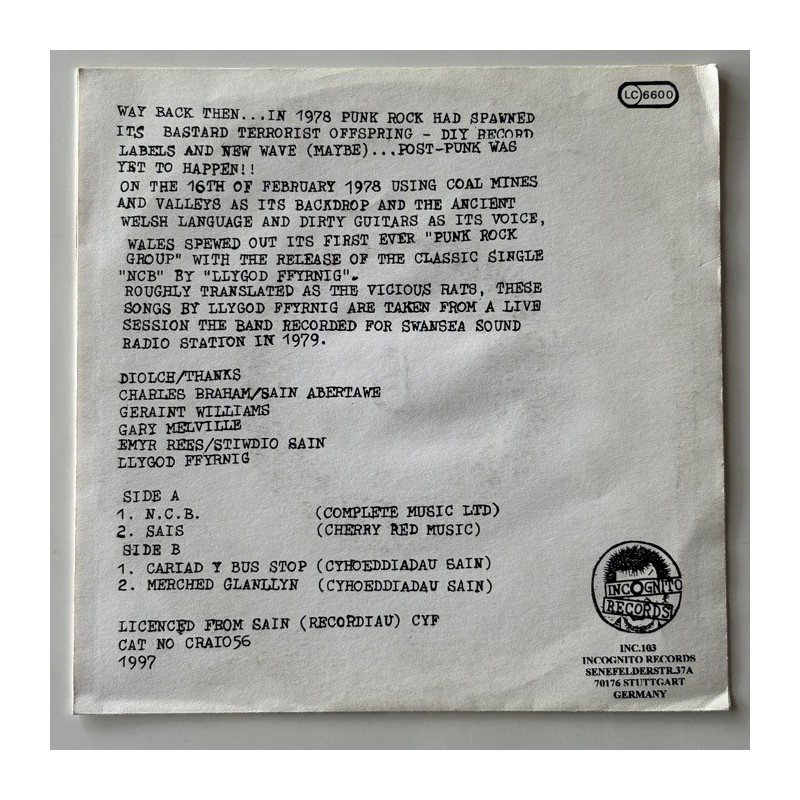 LC 6600
WAY BACK THEN...IN 1978 PUNK ROCK HAD SPAWNED
ITS BASTARD TERRORIST OFFSPRING - DIY RECORD
LABELS AND NEW WAVE (MAYBE)...POST-PUNK WAS
YET TO HAPPEN!!
ON THE 16TH OF FEBRUARY 1978 USING COAL MINES
AND VALLEYS AS ITS BACKDROP AND THE ANCIENT
WELSH LANGUAGE AND DIRTY GUITARS AS ITS VOICE,
WALES SPEWED OUT ITS FIRST EVER "PUNK ROCK
GROUP" WITH THE RELEASE OF THE CLASSIC SINGLE
"NCB" BY "LLYGOD FFYRNIG".
ROUGHLY TRANSLATED AS THE VICIOUS RATS, THESE
SONGS BY LLYGOD FFYRNIG ARE TAKEN FROM A LIVE
SESSION THE BAND RECORDED FOR SWANSEA SOUND
RADIO STATION IN 1979.
DIOLCH/THANKS
CHARLES BRAHAM/SAIN ABERTAWE
GERAINT WILLIAMS
GARY MELVILLE
EMYR REES/STIWDIO SAIN
LLYGOD FFYRNIG
SIDE A
1. N.C.B. (COMPLETE MUSIC LTD)
2. SAIS (CHERRY RED MUSIC)
SIDE B
1. CARIAD Y BUS STOP (CYHOEDDIADAU SAIN)
2. MERCHED GLANLLYN (CYHOEDDIADAU SAIN)
LICENCED FROM SAIN (RECORDIAU) CYF
CAT NO CRAI056
1997
INCOGNITO
RECORDS
INC.103
INCOGNITO RECORDS
SENEFELDERSTR.37A
70176 STUTTGART
GERMANY